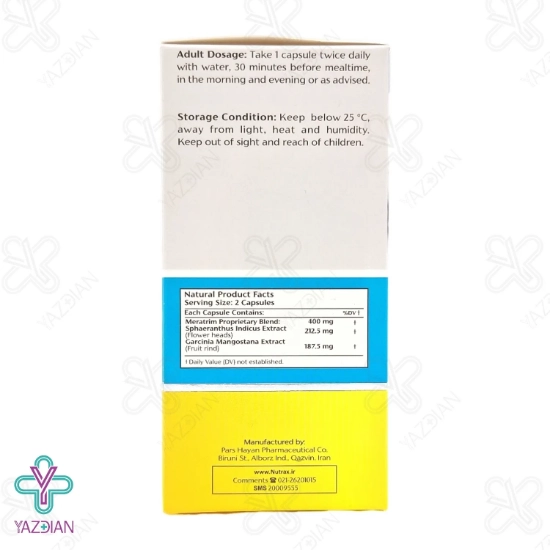 Adult Dosage: Take 1 capsule twice daily
with water, 30 minutes before mealtime,
in the morning and evening or as advised.
Storage Condition: Keep below 25 °C,
away from light, heat and humidity.
Keep out of sight and reach of children.
Natural Product Facts
Serving Size: 2 Capsules
Each Capsule Contains: %DV †
Meratrim Proprietary Blend: 400 mg †
Sphaeranthus Indicus Extract 212.5 mg †
(Flower heads)
Garcinia Mangostana Extract 187.5 mg †
(Fruit rind)
† Daily Value (DV) not established.
Manufactured by:
Pars Hayan Pharmaceutical Co.
Biruni St., Alborz Ind., Qazvin, Iran
www.Nutrax.ir
Comments ☎ 021-26201015
SMS 20009555
YAZDIAN